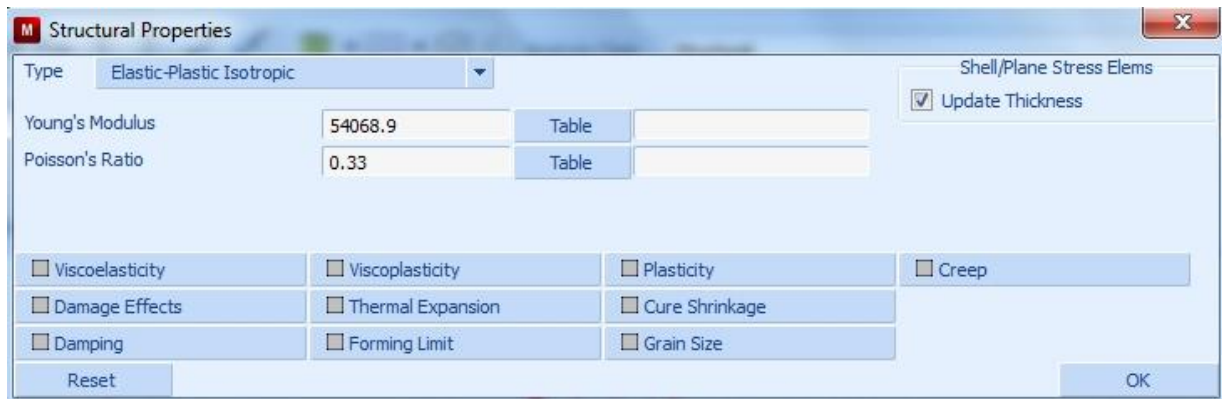 M Structural Properties
Type Elastic-Plastic Isotropic Shell/Plane Stress Elems
Update Thickness
Young's Modulus 54068.9 Table
Poisson's Ratio 0.33 Table
Viscoelasticity Viscoplasticity Plasticity Creep
Damage Effects Thermal Expansion Cure Shrinkage
Damping Forming Limit Grain Size
Reset OK